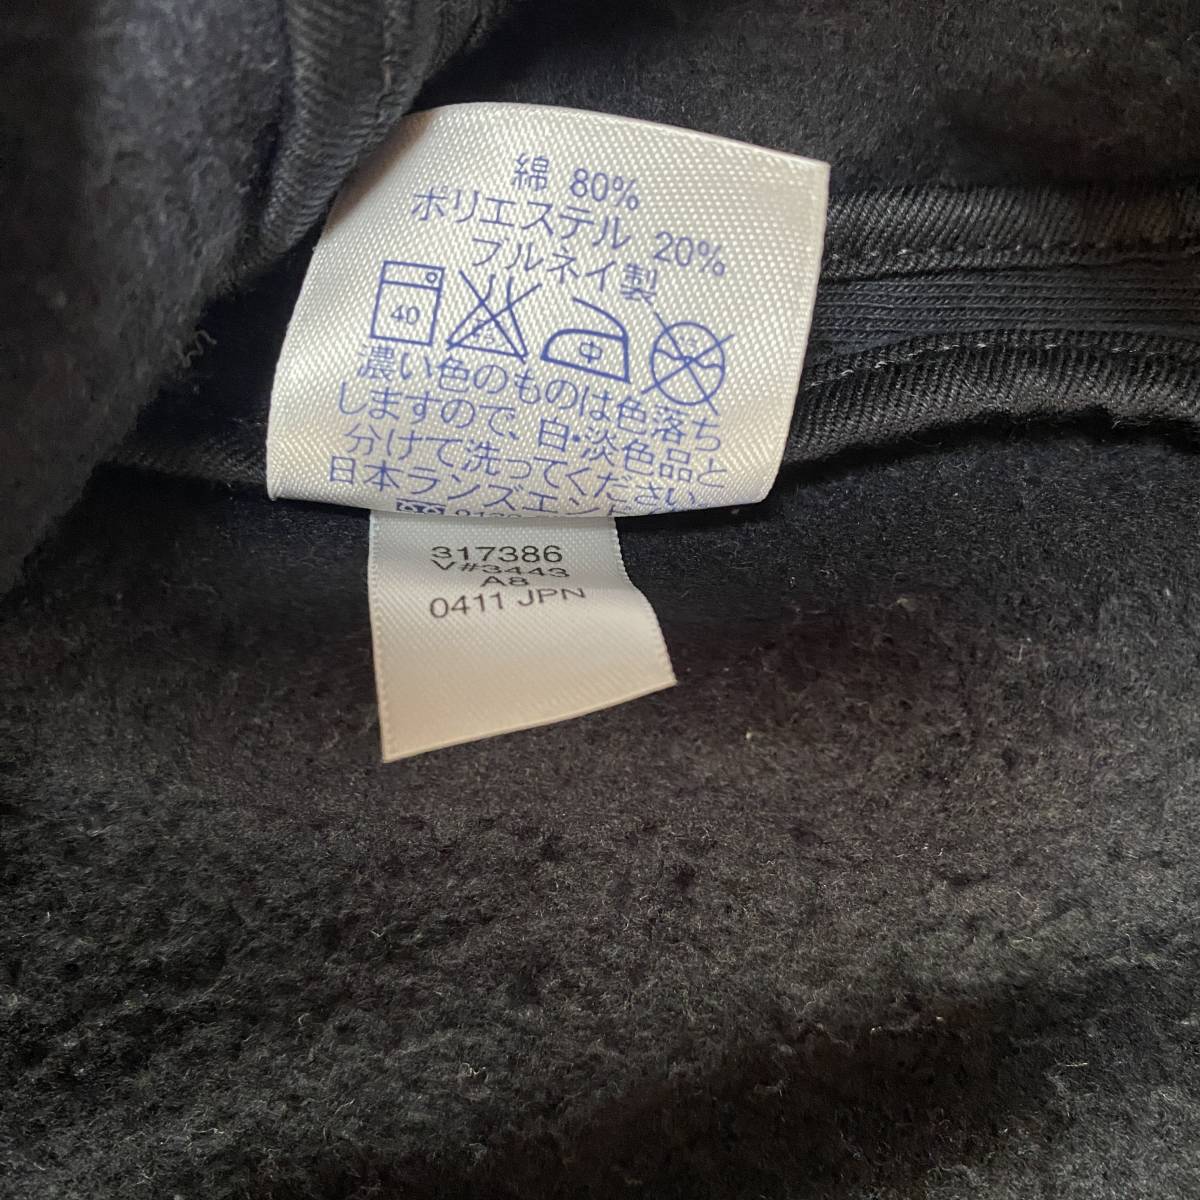 綿 80%
ポリエステル 20%
ブルネイ製
40
中
濃い色のものは色落ち
しますので、白・淡色品と
分けて洗ってください
日本ランズエンド
317386
V#3443
A8
0411 JPN